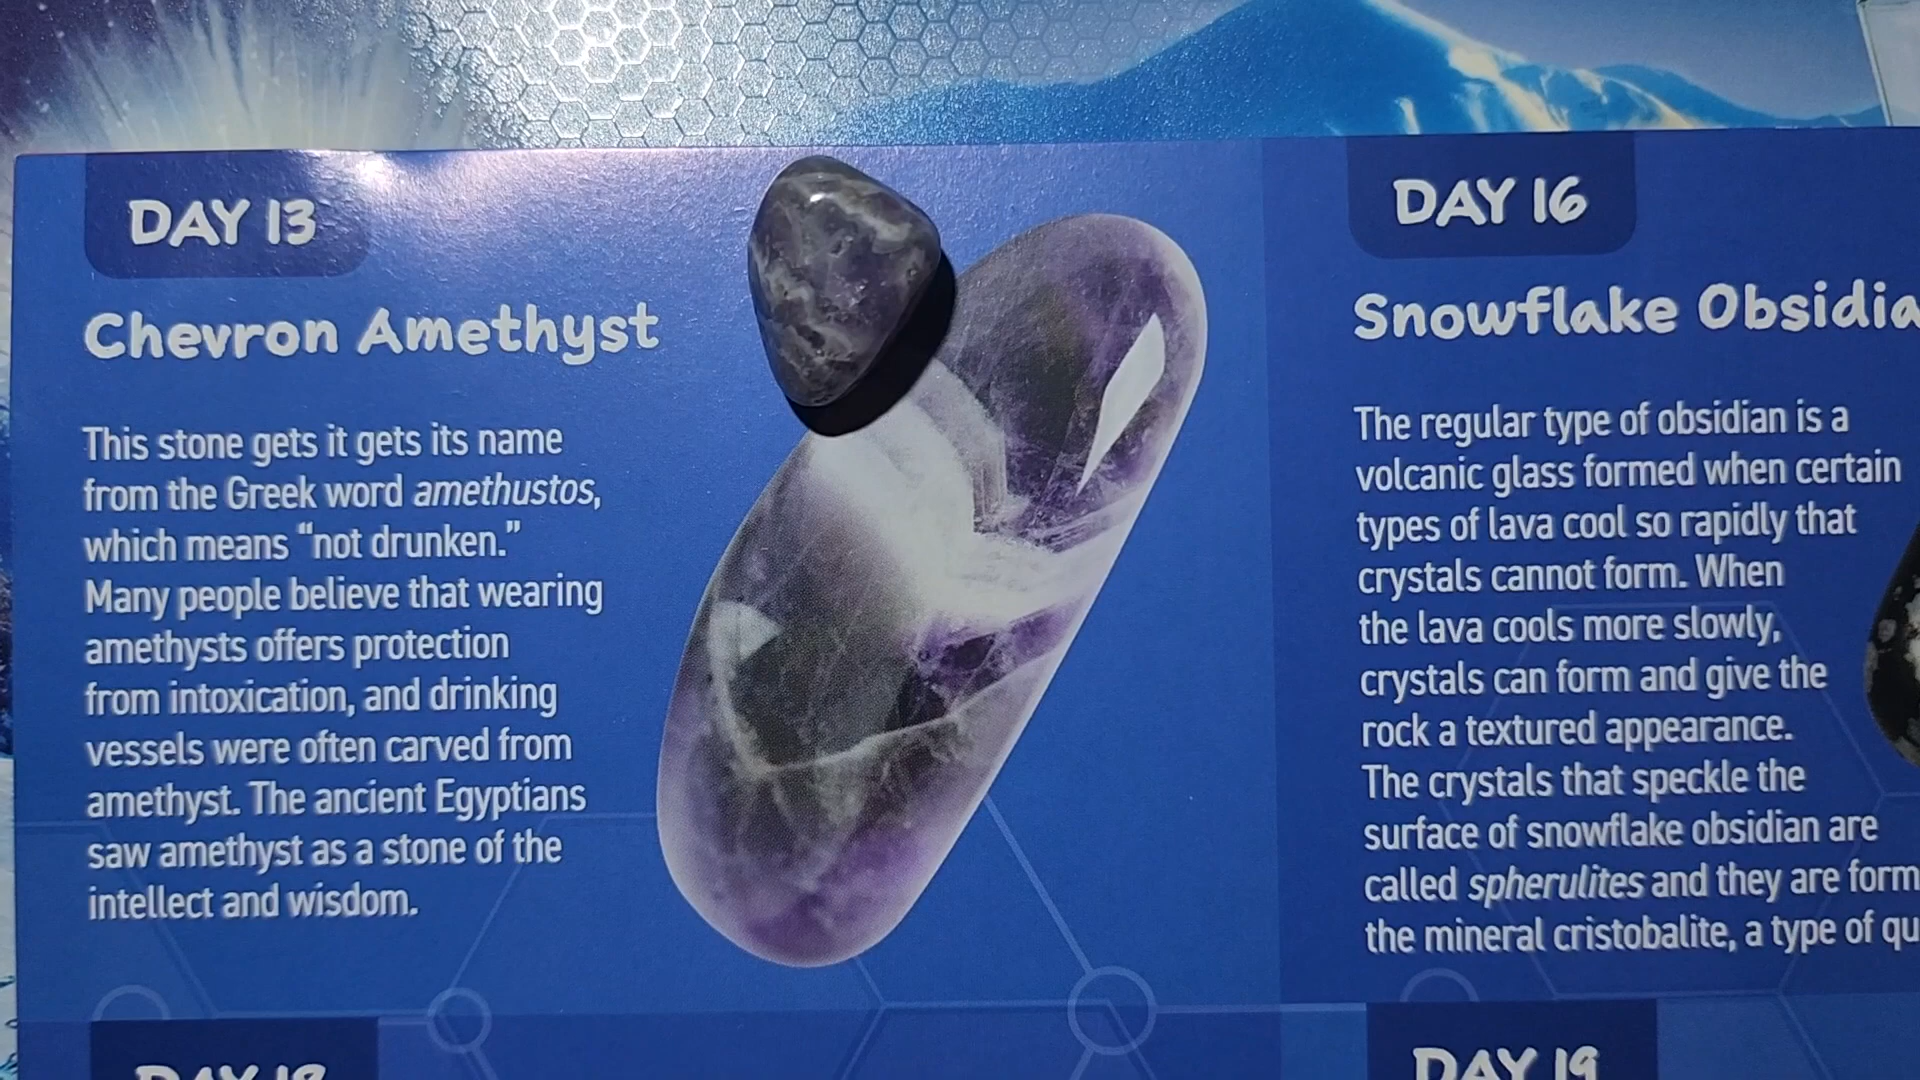 DAY 13
Chevron Amethyst
This stone gets it gets its name
from the Greek word amethustos,
which means “not drunken.”
Many people believe that wearing
amethysts offers protection
from intoxication, and drinking
vessels were often carved from
amethyst. The ancient Egyptians
saw amethyst as a stone of the
intellect and wisdom.
DAY 16
Snowflake
The regular type of obsidian is a
volcanic glass formed when certain
types of lava cool so rapidly that
crystals cannot form. When
the lava cools more slowly,
crystals can form and give the
rock a textured appearance.
The crystals that speckle the
surface of snowflake obsidian are
called spherulites and they are
the mineral cristobalite, a type of
DAY 18
DAY 19